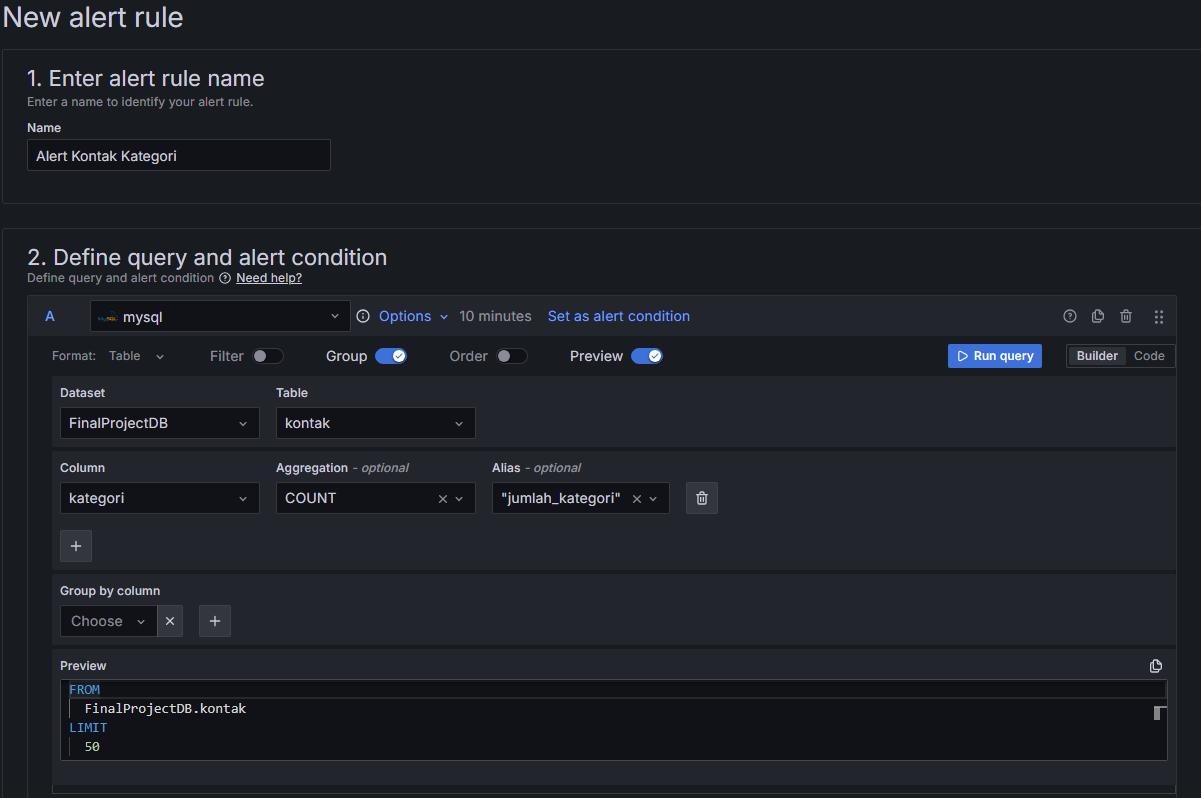 New alert rule
1. Enter alert rule name
Enter a name to identify your alert rule.
Name
Alert Kontak Kategori
2. Define query and alert condition
Define query and alert condition Need help?
A mysql Options 10 minutes Set as alert condition
Format: Table Filter Group Order Preview Run query Builder Code
Dataset Table
FinalProjectDB kontak
Column Aggregation - optional Alias - optional
kategori COUNT "jumlah_kategori"
Group by column
Choose
Preview
FROM
FinalProjectDB.kontak
LIMIT
50